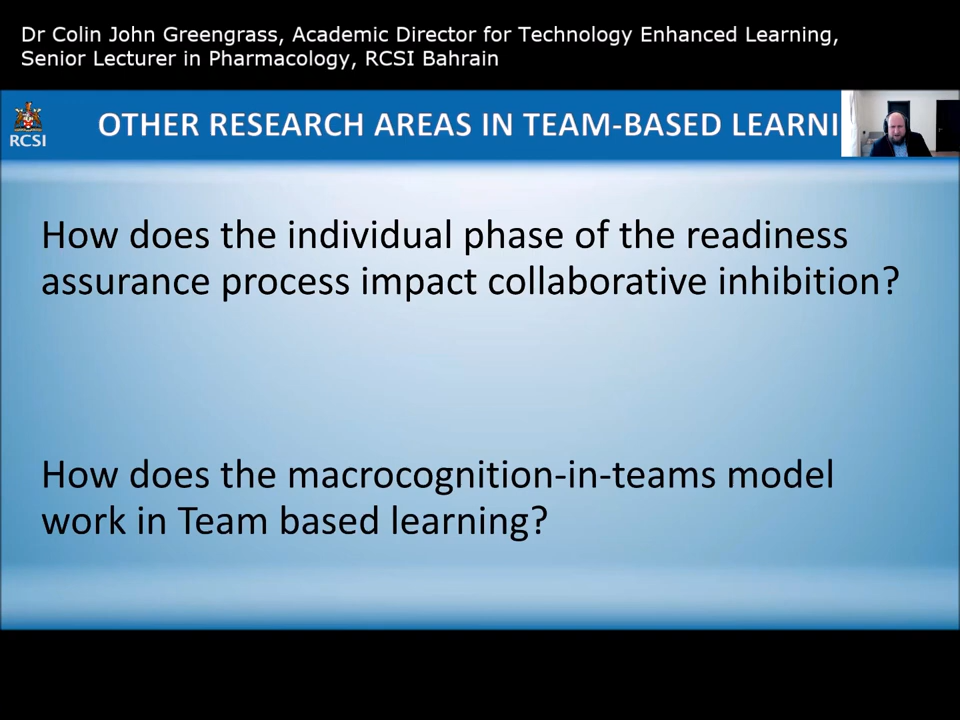 Dr Colin John Greengrass, Academic Director for Technology Enhanced Learning,
Senior Lecturer in Pharmacology, RCSI Bahrain
RCSI
OTHER RESEARCH AREAS IN TEAM-BASED LEARNI
How does the individual phase of the readiness
assurance process impact collaborative inhibition?
How does the macrocognition-in-teams model
work in Team based learning?